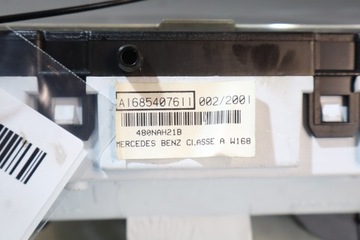 A1685407611 002/2001
480NAH21B
MERCEDES BENZ CLASSE A W168